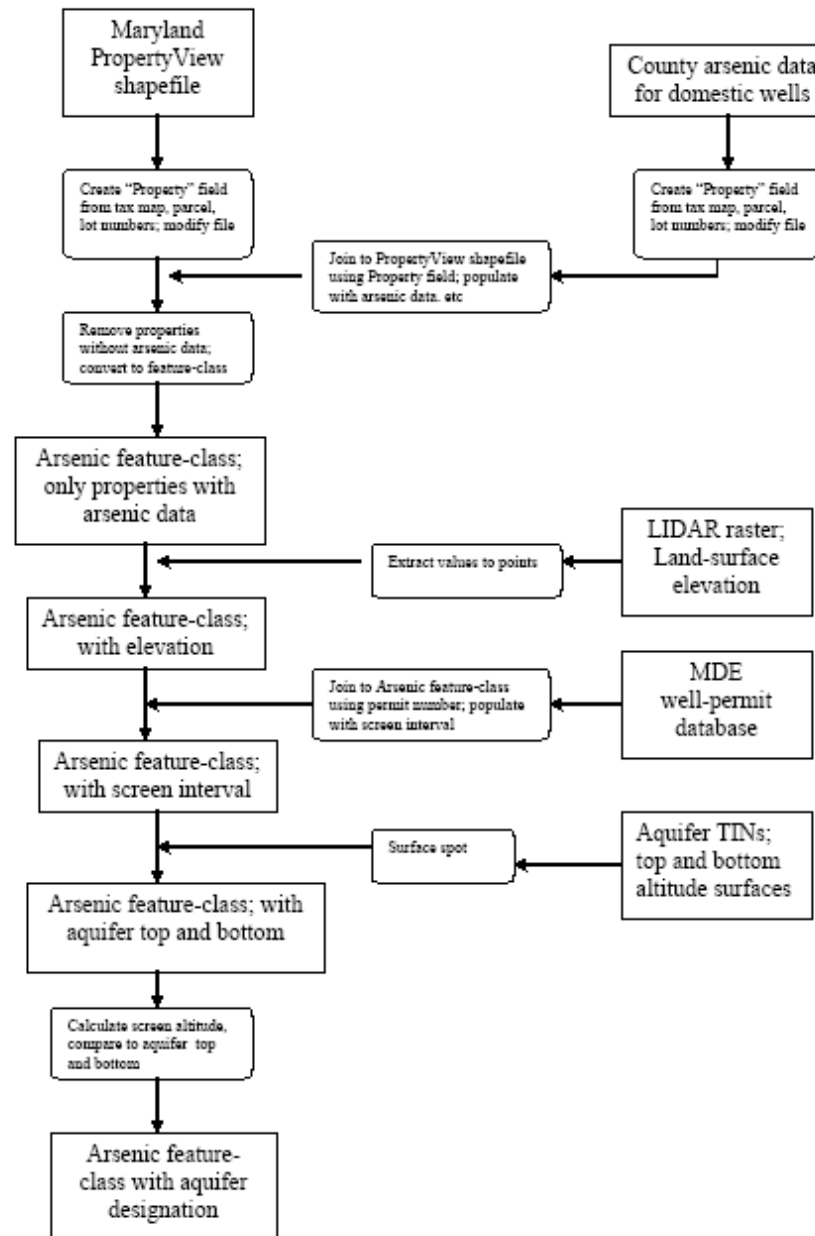 Maryland
PropertyView
shapefile
County arsenic data
for domestic wells
Create “Property” field
from tax map, parcel,
lot numbers; modify file
Create “Property” field
from tax map, parcel,
lot numbers; modify file
Join to PropertyView shapefile
using Property field; populate
with arsenic data. etc
Remove properties
without arsenic data;
convert to feature-class
Arsenic feature-class;
only properties with
arsenic data
LIDAR raster;
Land-surface
elevation
Extract values to points
Arsenic feature-class;
with elevation
MDE
well-permit
database
Join to Arsenic feature-class
using permit number; populate
with screen interval
Arsenic feature-class;
with screen interval
Surface spot
Aquifer TINs;
top and bottom
altitude surfaces
Arsenic feature-class; with
aquifer top and bottom
Calculate screen altitude,
compare to aquifer top
and bottom
Arsenic feature-
class with aquifer
designation